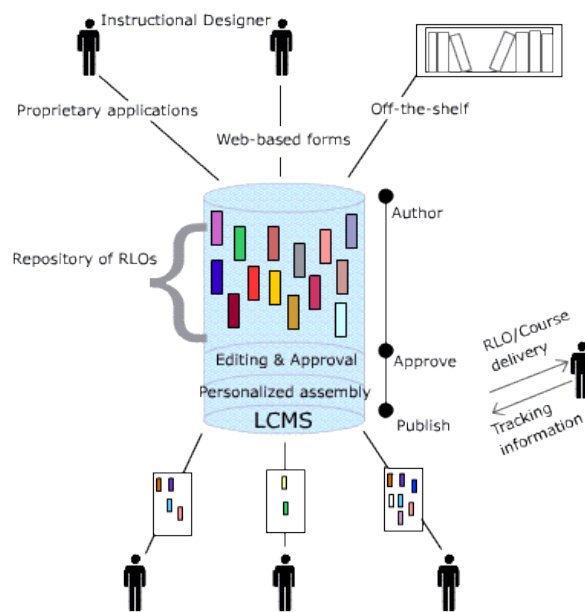 Instructional Designer
Proprietary applications
Web-based forms
Off-the-shelf
Repository of RLOs
Author
Editing & Approval
Approve
Personalized assembly
LCMS
Publish
RLO/Course
delivery
Tracking
information